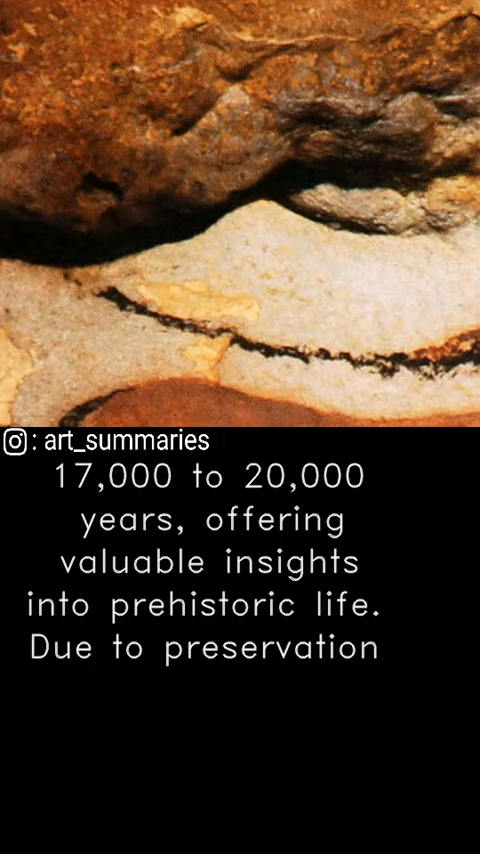 : art_summaries
17,000 to 20,000
years, offering
valuable insights
into prehistoric life.
Due to preservation